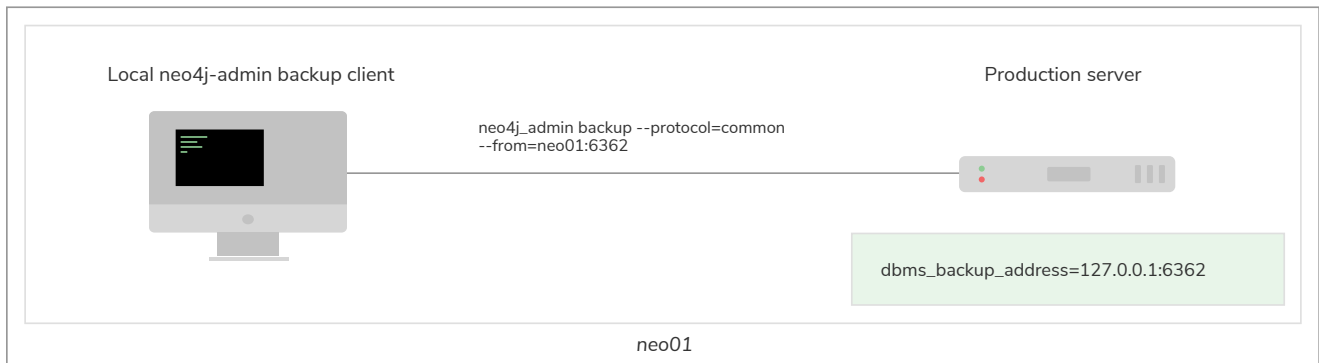 Local neo4j-admin backup client
Production server
neo4j_admin backup --protocol=common
--from=neo01:6362
dbms_backup_address=127.0.0.1:6362
neo01